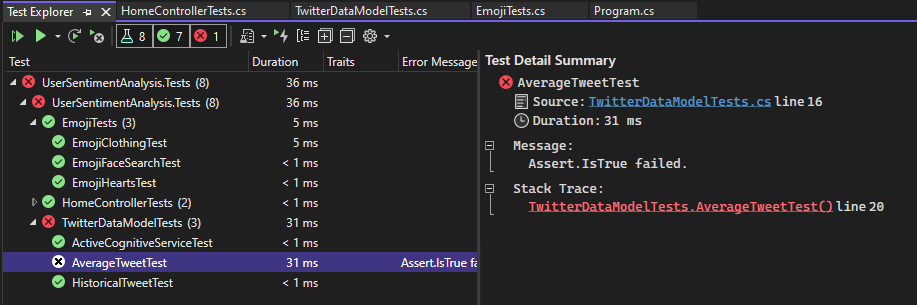 Test Explorer
HomeControllerTests.cs
TwitterDataModelTests.cs
EmojiTests.cs
Program.cs
8 7 1
Test Duration Traits Error Message
UserSentimentAnalysis.Tests (8) 36 ms
UserSentimentAnalysis.Tests (8) 36 ms
EmojiTests (3) 5 ms
EmojiClothingTest 5 ms
EmojiFaceSearchTest < 1 ms
EmojiHeartsTest < 1 ms
HomeControllerTests (2) < 1 ms
TwitterDataModelTests (3) 31 ms
ActiveCognitiveServiceTest < 1 ms
AverageTweetTest 31 ms Assert.IsTrue fa
HistoricalTweetTest < 1 ms
Test Detail Summary
AverageTweetTest
Source: TwitterDataModelTests.cs line 16
Duration: 31 ms
Message:
Assert.IsTrue failed.
Stack Trace:
TwitterDataModelTests.AverageTweetTest() line 20